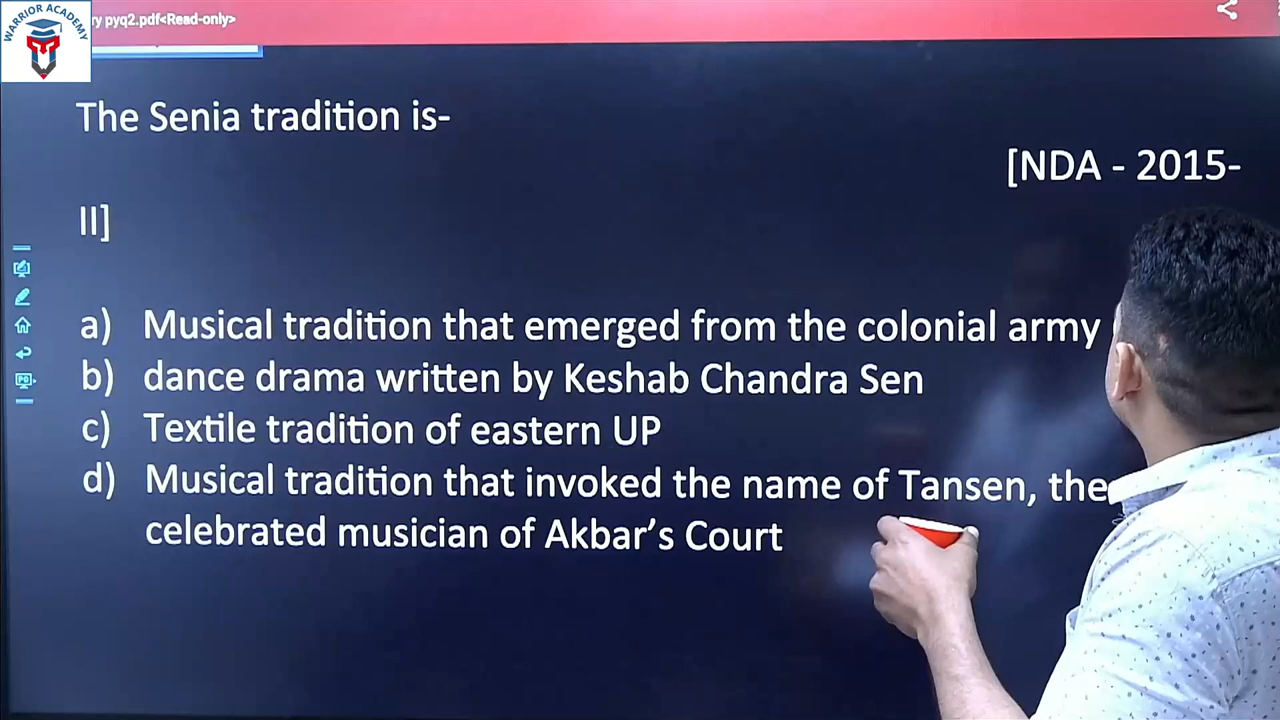 WARRIOR ACADEMY
ry pyq2.pdf<Read-only>
The Senia tradition is-
[NDA - 2015-
II]
a) Musical tradition that emerged from the colonial army
b) dance drama written by Keshab Chandra Sen
c) Textile tradition of eastern UP
d) Musical tradition that invoked the name of Tansen, the
celebrated musician of Akbar’s Court